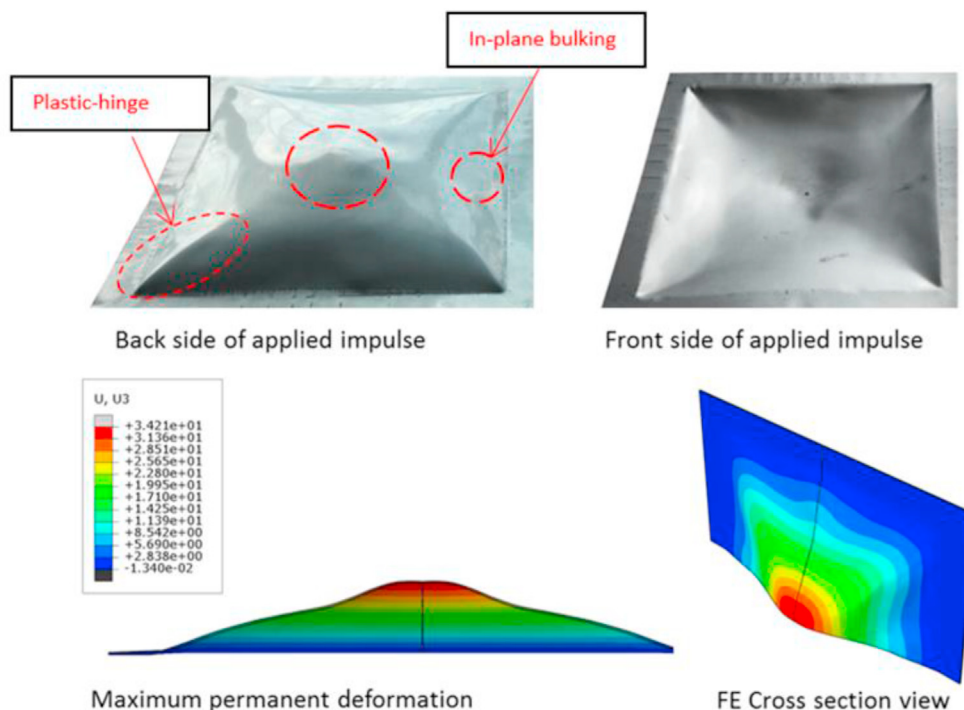 In-plane bulking
Plastic-hinge
Back side of applied impulse
Front side of applied impulse
U, U3
+3.421e+01
+3.136e+01
+2.851e+01
+2.565e+01
+2.280e+01
+1.995e+01
+1.710e+01
+1.425e+01
+1.139e+01
+8.542e+00
+5.690e+00
+2.838e+00
-1.340e-02
Maximum permanent deformation
FE Cross section view